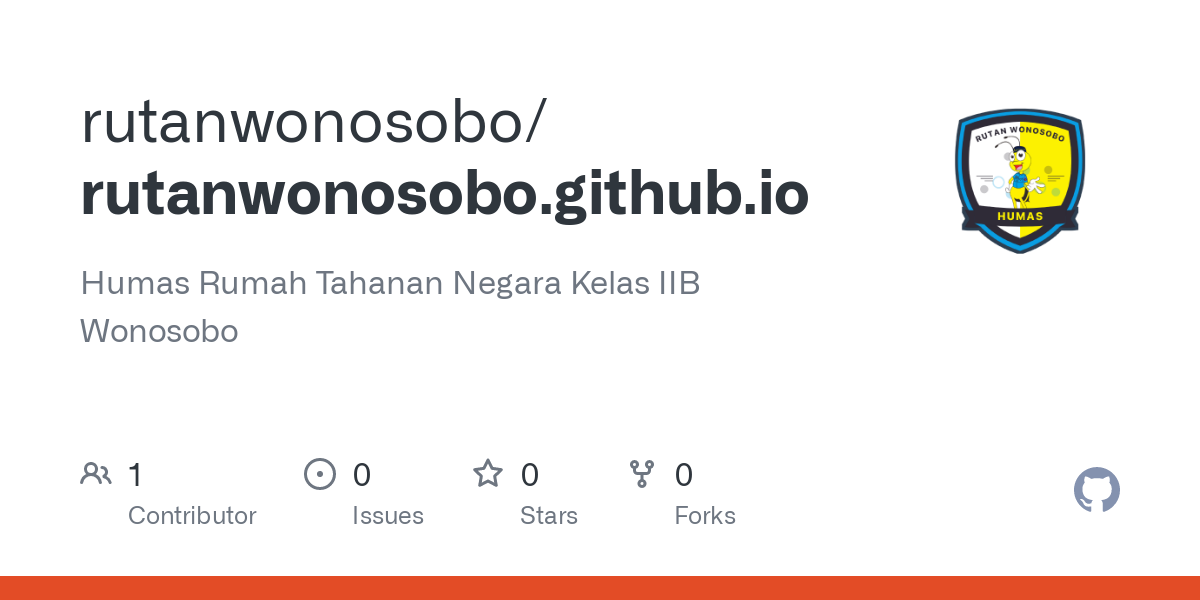 rutanwonosobo/
rutanwonosobo.github.io
RUTAN WONOSOBO
HUMAS
Humas Rumah Tahanan Negara Kelas IIB
Wonosobo
1
Contributor
0
Issues
0
Stars
0
Forks